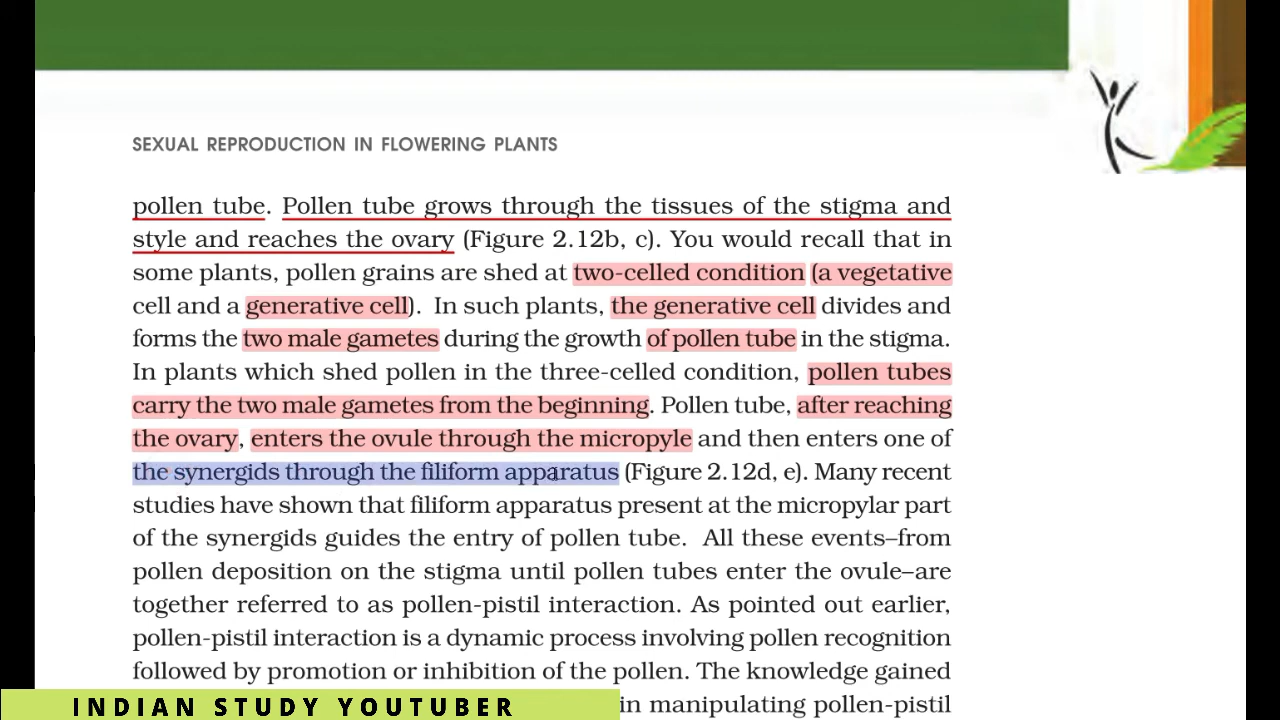 SEXUAL REPRODUCTION IN FLOWERING PLANTS
pollen tube. Pollen tube grows through the tissues of the stigma and
style and reaches the ovary (Figure 2.12b, c). You would recall that in
some plants, pollen grains are shed at two-celled condition (a vegetative
cell and a generative cell). In such plants, the generative cell divides and
forms the two male gametes during the growth of pollen tube in the stigma.
In plants which shed pollen in the three-celled condition, pollen tubes
carry the two male gametes from the beginning. Pollen tube, after reaching
the ovary, enters the ovule through the micropyle and then enters one of
the synergids through the filiform apparatus (Figure 2.12d, e). Many recent
studies have shown that filiform apparatus present at the micropylar part
of the synergids guides the entry of pollen tube. All these events–from
pollen deposition on the stigma until pollen tubes enter the ovule–are
together referred to as pollen-pistil interaction. As pointed out earlier,
pollen-pistil interaction is a dynamic process involving pollen recognition
followed by promotion or inhibition of the pollen. The knowledge gained
in manipulating pollen-pistil
INDIAN STUDY YOUTUBER